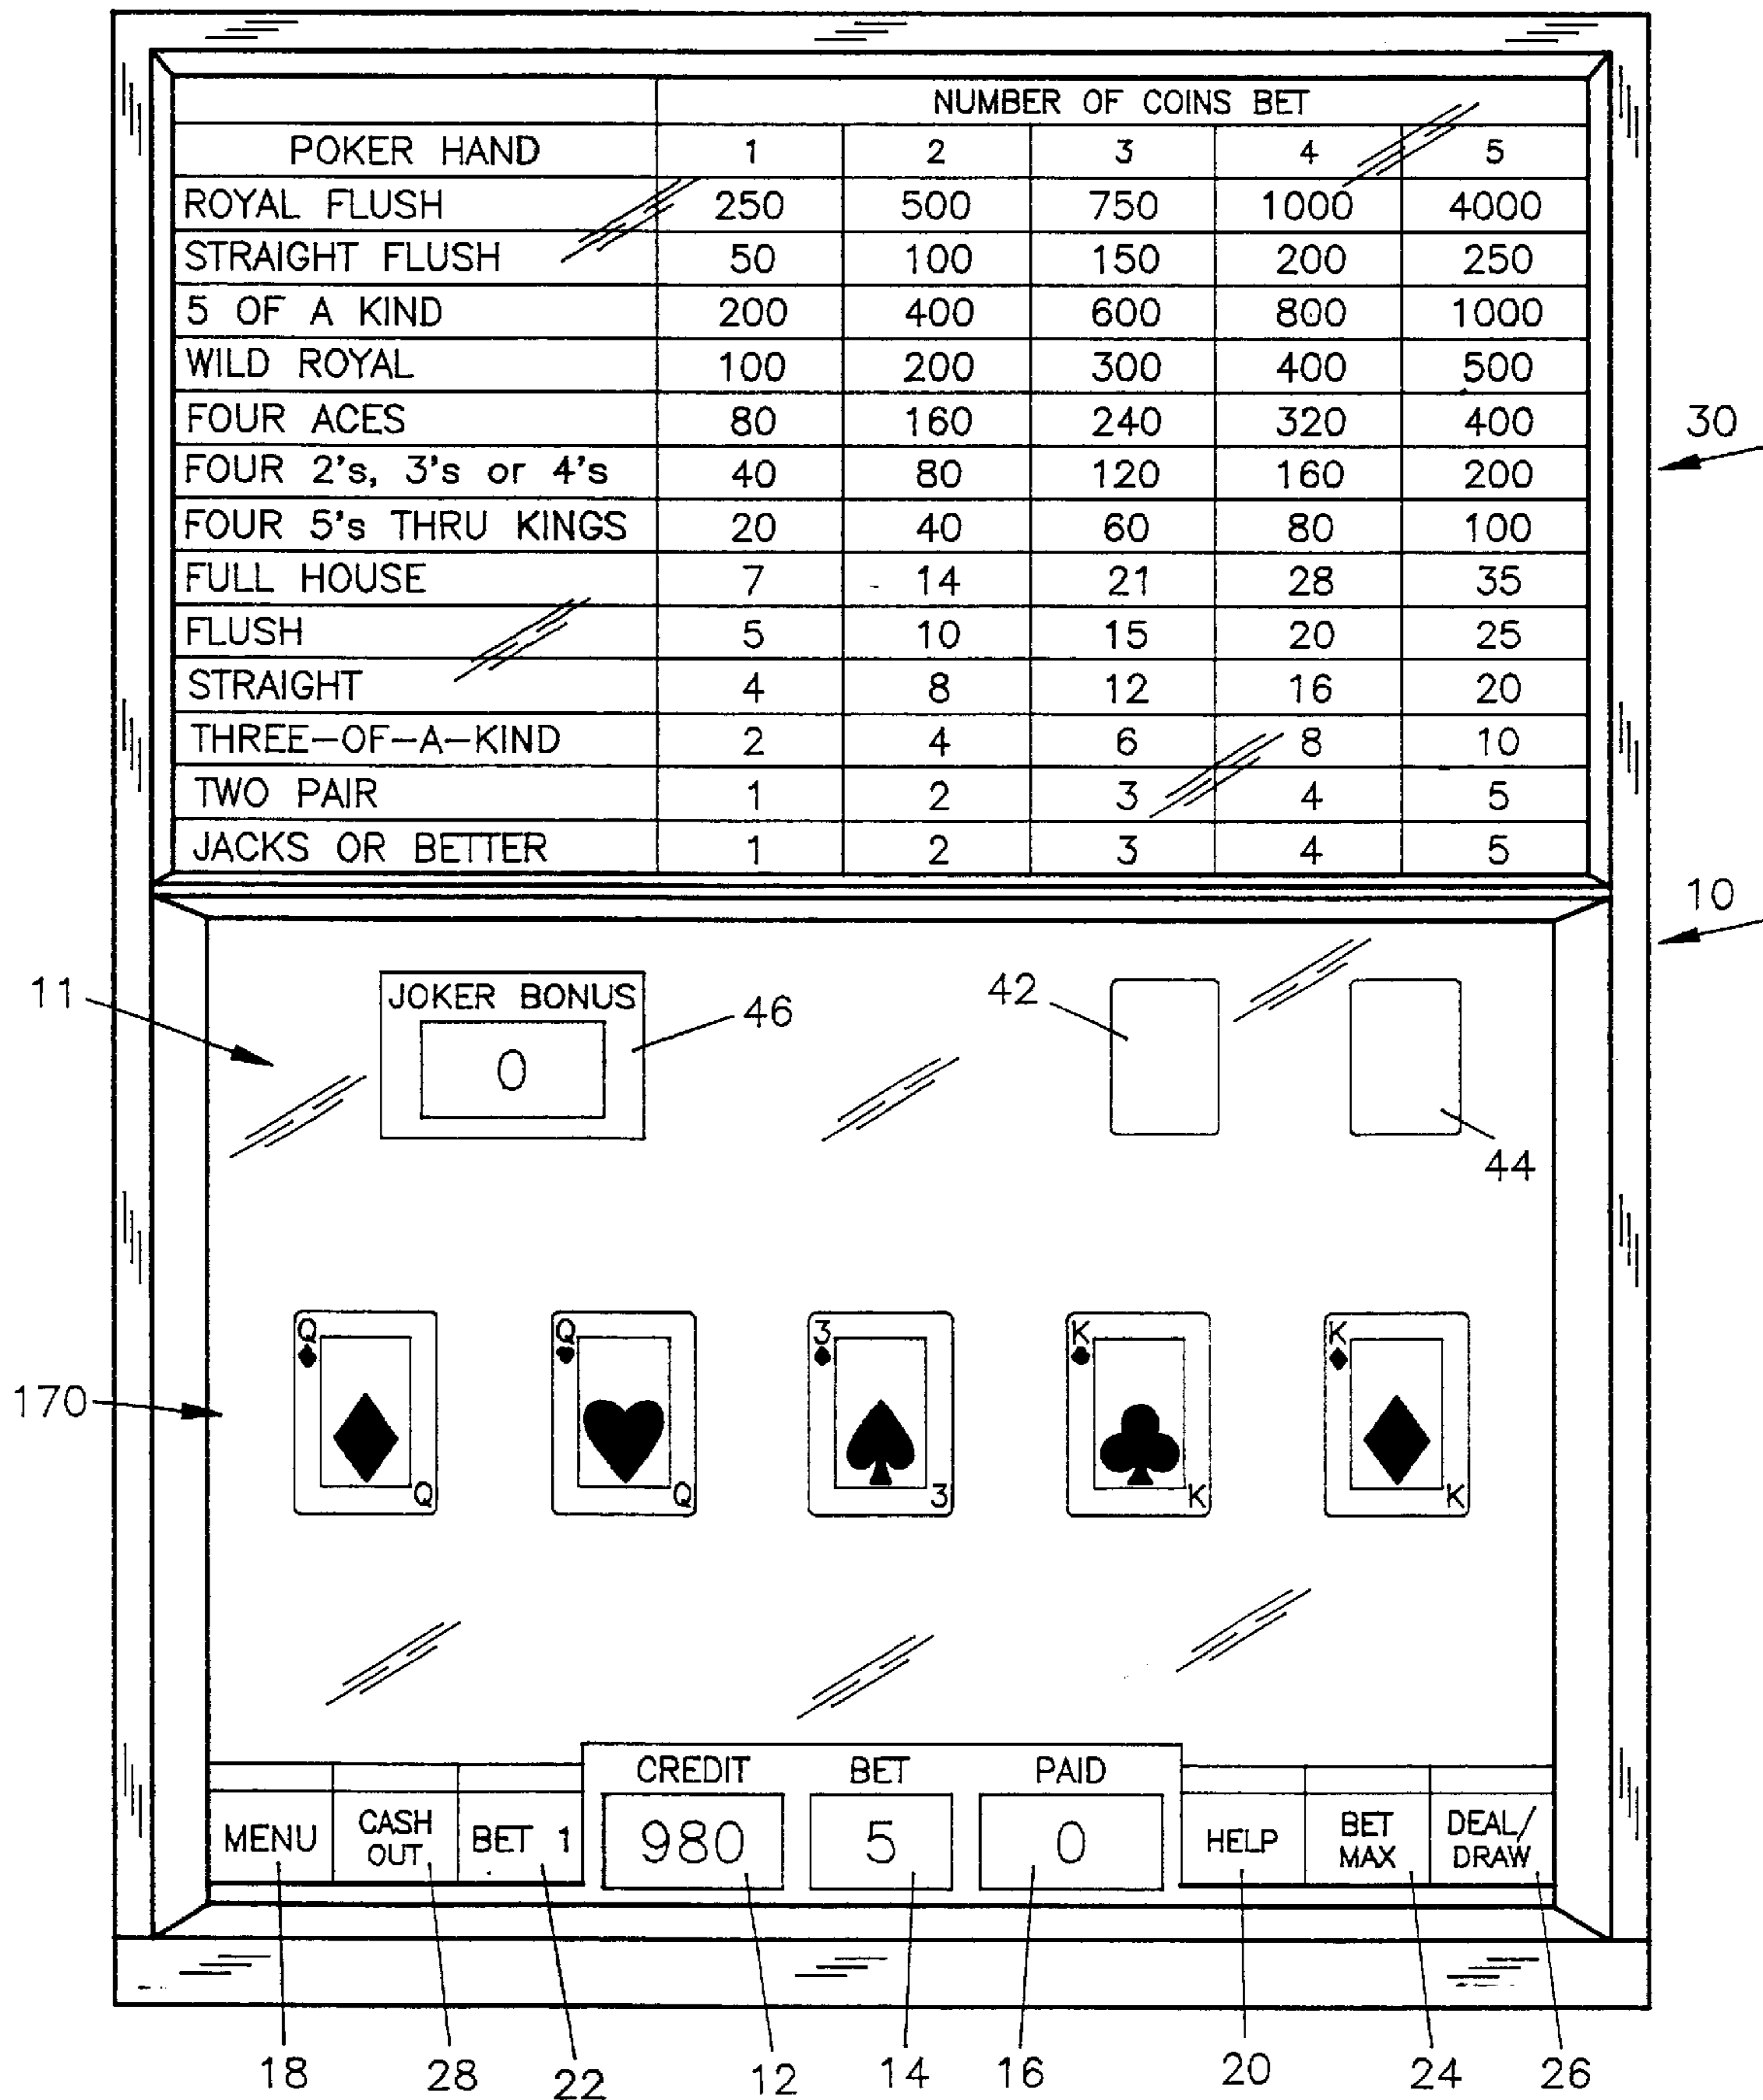 NUMBER OF COINS BET
POKER HAND 1 2 3 4 5
ROYAL FLUSH 250 500 750 1000 4000
STRAIGHT FLUSH 50 100 150 200 250
5 OF A KIND 200 400 600 800 1000
WILD ROYAL 100 200 300 400 500
FOUR ACES 80 160 240 320 400
30
FOUR 2's, 3's or 4's 40 80 120 160 200
FOUR 5's THRU KINGS 20 40 60 80 100
FULL HOUSE 7 14 21 28 35
FLUSH 5 10 15 20 25
STRAIGHT 4 8 12 16 20
THREE-OF-A-KIND 2 4 6 8 10
TWO PAIR 1 2 3 4 5
JACKS OR BETTER 1 2 3 4 5
10
11 JOKER BONUS 46 42
0
44
Q Q 3 K K
170
Q Q 3 K K
CREDIT BET PAID
MENU CASH OUT BET 1 980 5 0 HELP BET MAX DEAL/ DRAW
18 28 22 12 14 16 20 24 26